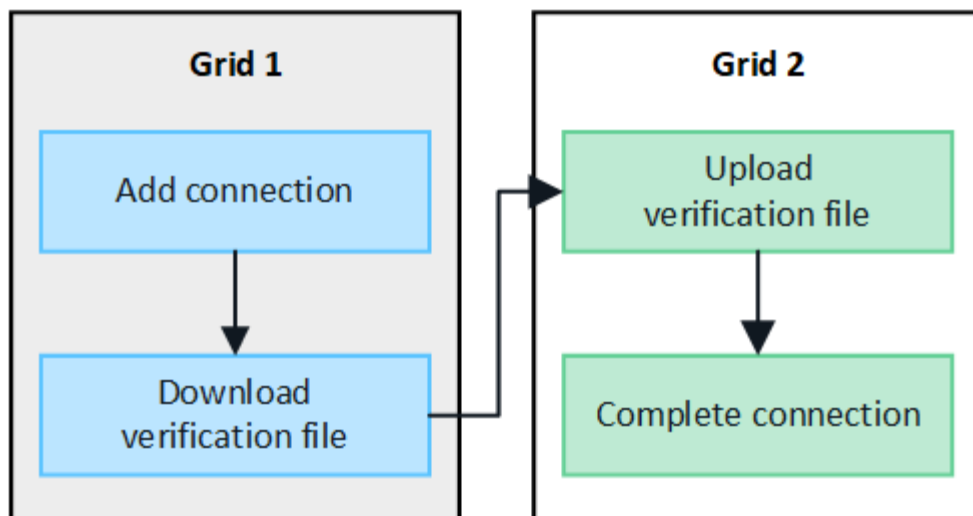 Grid 1
Add connection
Download
verification file
Grid 2
Upload
verification file
Complete connection